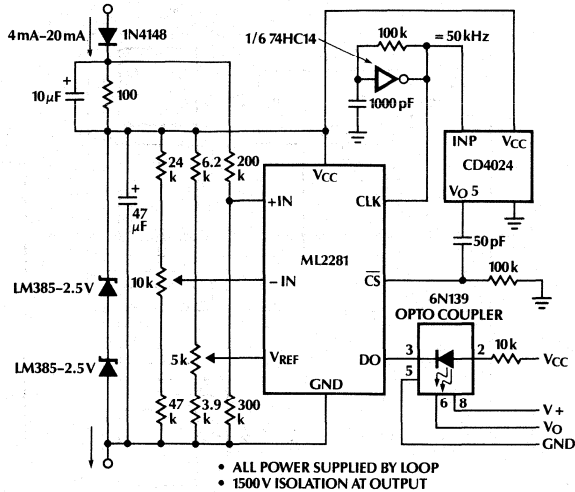 4mA–20mA
1N4148
10µF
+
100
1/6 74HC14
100k
= 50kHz
1000 pF
INP
VCC
CD4024
VO 5
24
k
6.2
k
200
k
VCC
+
47
µF
+IN
CLK
ML2281
50 pF
100k
LM385–2.5V
10k
–IN
CS
6N139
OPTO COUPLER
5k
VREF
DO
3
2
10k
VCC
5
LM385–2.5V
GND
6
8
V+
VO
GND
47
k
3.9
k
300
k
• ALL POWER SUPPLIED BY LOOP
• 1500V ISOLATION AT OUTPUT